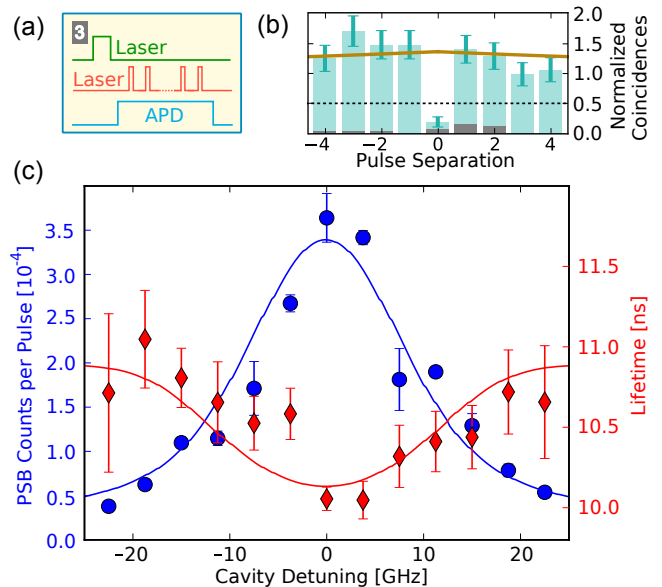 (a)
3
Laser
Laser
APD
(b)
2.0
1.5
1.0
0.5
0.0
Normalized
Coincidences
−4 −2 0 2 4
Pulse Separation
(c)
3.5
3.0
2.5
2.0
1.5
1.0
0.5
0.0
PSB Counts per Pulse [10⁻⁴]
11.5
11.0
10.5
10.0
Lifetime [ns]
−20 −10 0 10 20
Cavity Detuning [GHz]